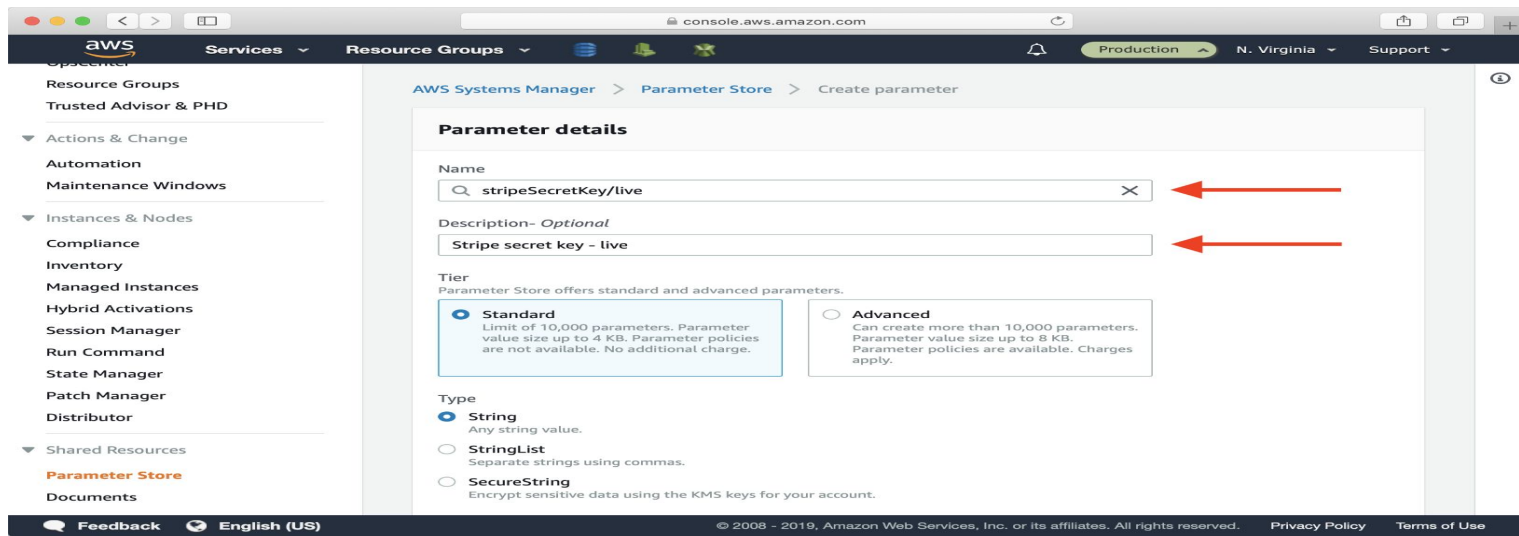 console.aws.amazon.com
aws Services Resource Groups Production N. Virginia Support
OpsCenter
Resource Groups
Trusted Advisor & PHD
Actions & Change
Automation
Maintenance Windows
Instances & Nodes
Compliance
Inventory
Managed Instances
Hybrid Activations
Session Manager
Run Command
State Manager
Patch Manager
Distributor
Shared Resources
Parameter Store
Documents
AWS Systems Manager > Parameter Store > Create parameter
Parameter details
Name
stripeSecretKey/live
Description- Optional
Stripe secret key - live
Tier
Parameter Store offers standard and advanced parameters.
Standard
Limit of 10,000 parameters. Parameter
value size up to 4 KB. Parameter policies
are not available. No additional charge.
Advanced
Can create more than 10,000 parameters.
Parameter value size up to 8 KB.
Parameter policies are available. Charges
apply.
Type
String
Any string value.
StringList
Separate strings using commas.
SecureString
Encrypt sensitive data using the KMS keys for your account.
Feedback English (US) © 2008 - 2019, Amazon Web Services, Inc. or its affiliates. All rights reserved. Privacy Policy Terms of Use